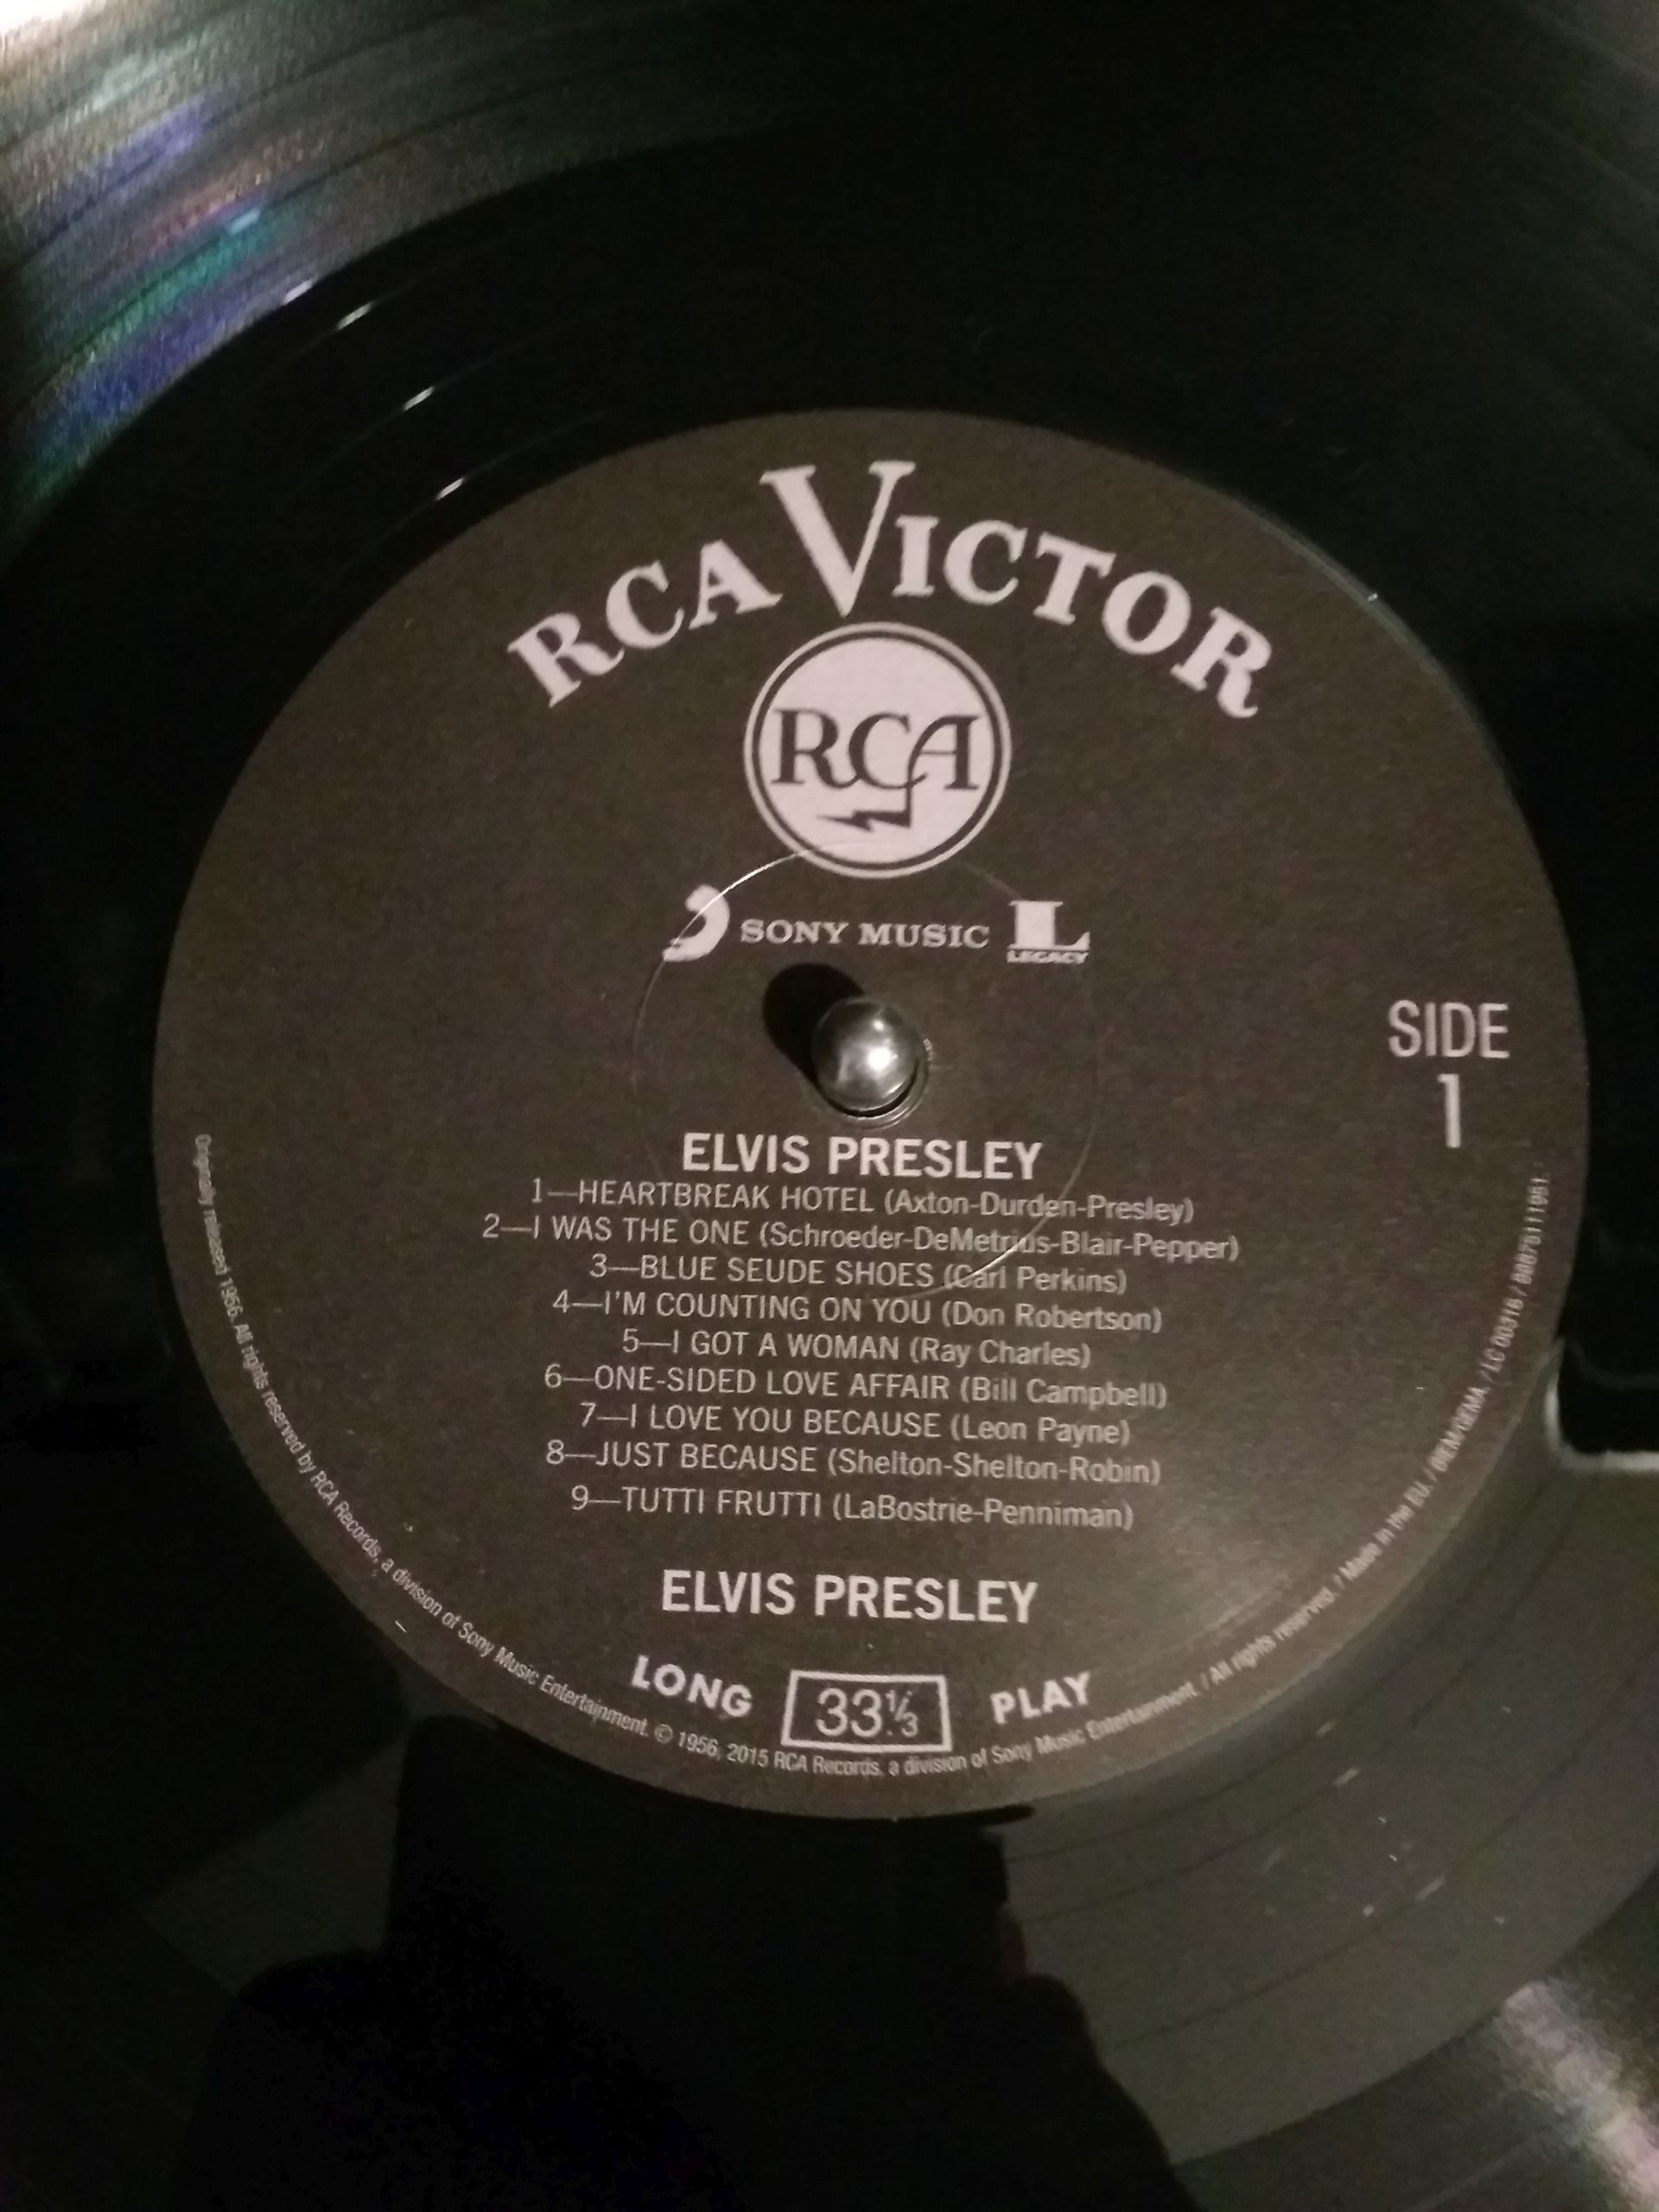 RCA VICTOR
RCA
SONY MUSIC L
LEGACY
SIDE
1
ELVIS PRESLEY
1—HEARTBREAK HOTEL (Axton-Durden-Presley)
2—I WAS THE ONE (Schroeder-DeMetrius-Blair-Pepper)
3—BLUE SEUDE SHOES (Carl Perkins)
4—I'M COUNTING ON YOU (Don Robertson)
5—I GOT A WOMAN (Ray Charles)
6—ONE-SIDED LOVE AFFAIR (Bill Campbell)
7—I LOVE YOU BECAUSE (Leon Payne)
8—JUST BECAUSE (Shelton-Shelton-Robin)
9—TUTTI FRUTTI (LaBostrie-Penniman)
ELVIS PRESLEY
LONG 33⅓ PLAY
Originally released 1956. All rights reserved by RCA Records, a division of Sony Music Entertainment. © 1956, 2015 RCA Records, a division of Sony Music Entertainment. / All rights reserved. / Made in the EU. / BIEM/GEMA. / LC 00316 /